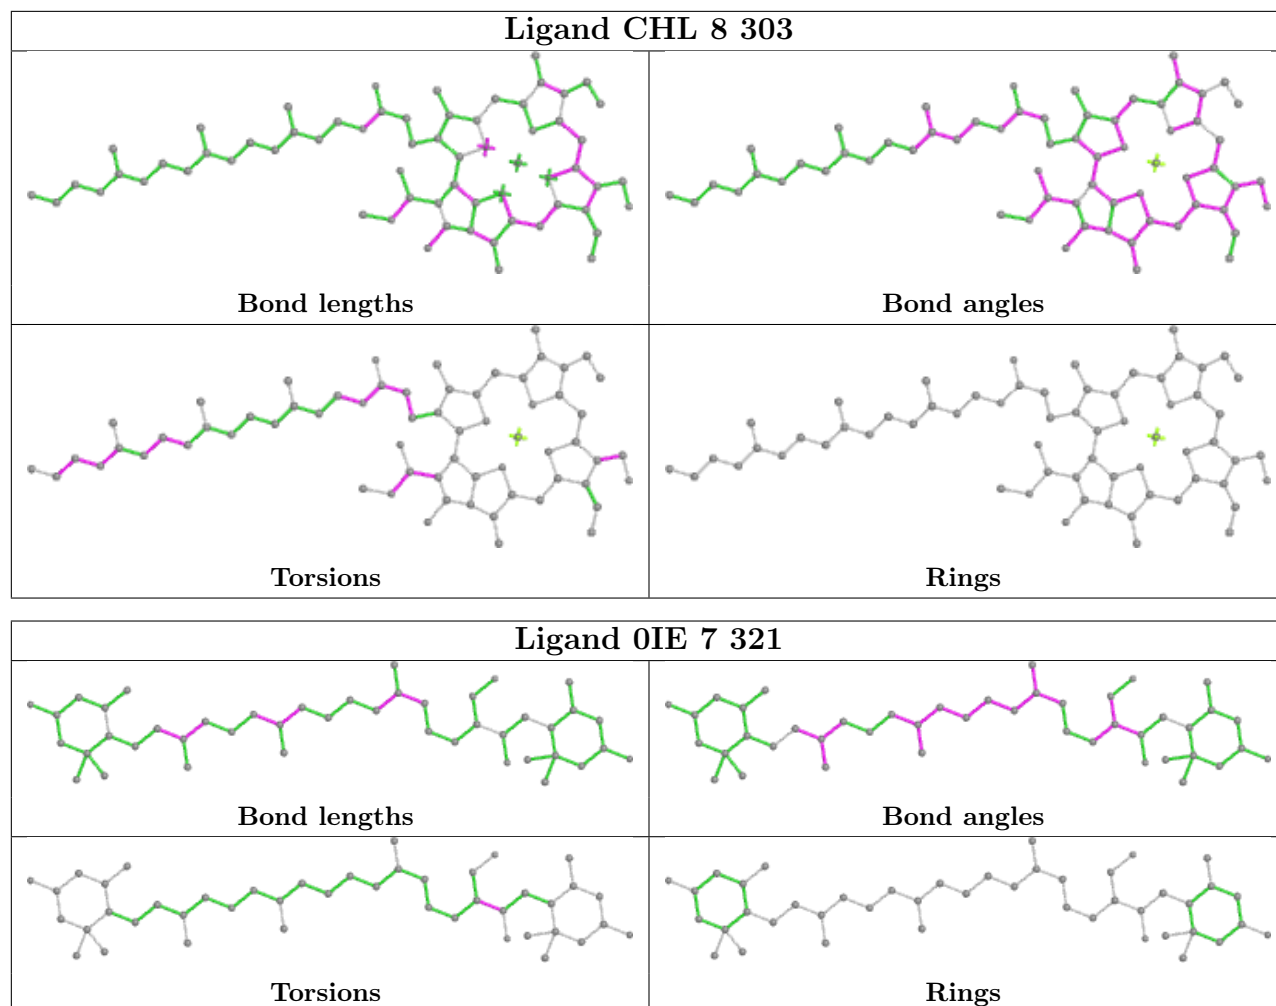 Ligand CHL 8 303
Bond lengths
Bond angles
Torsions
Rings
Ligand 0IE 7 321
Bond lengths
Bond angles
Torsions
Rings